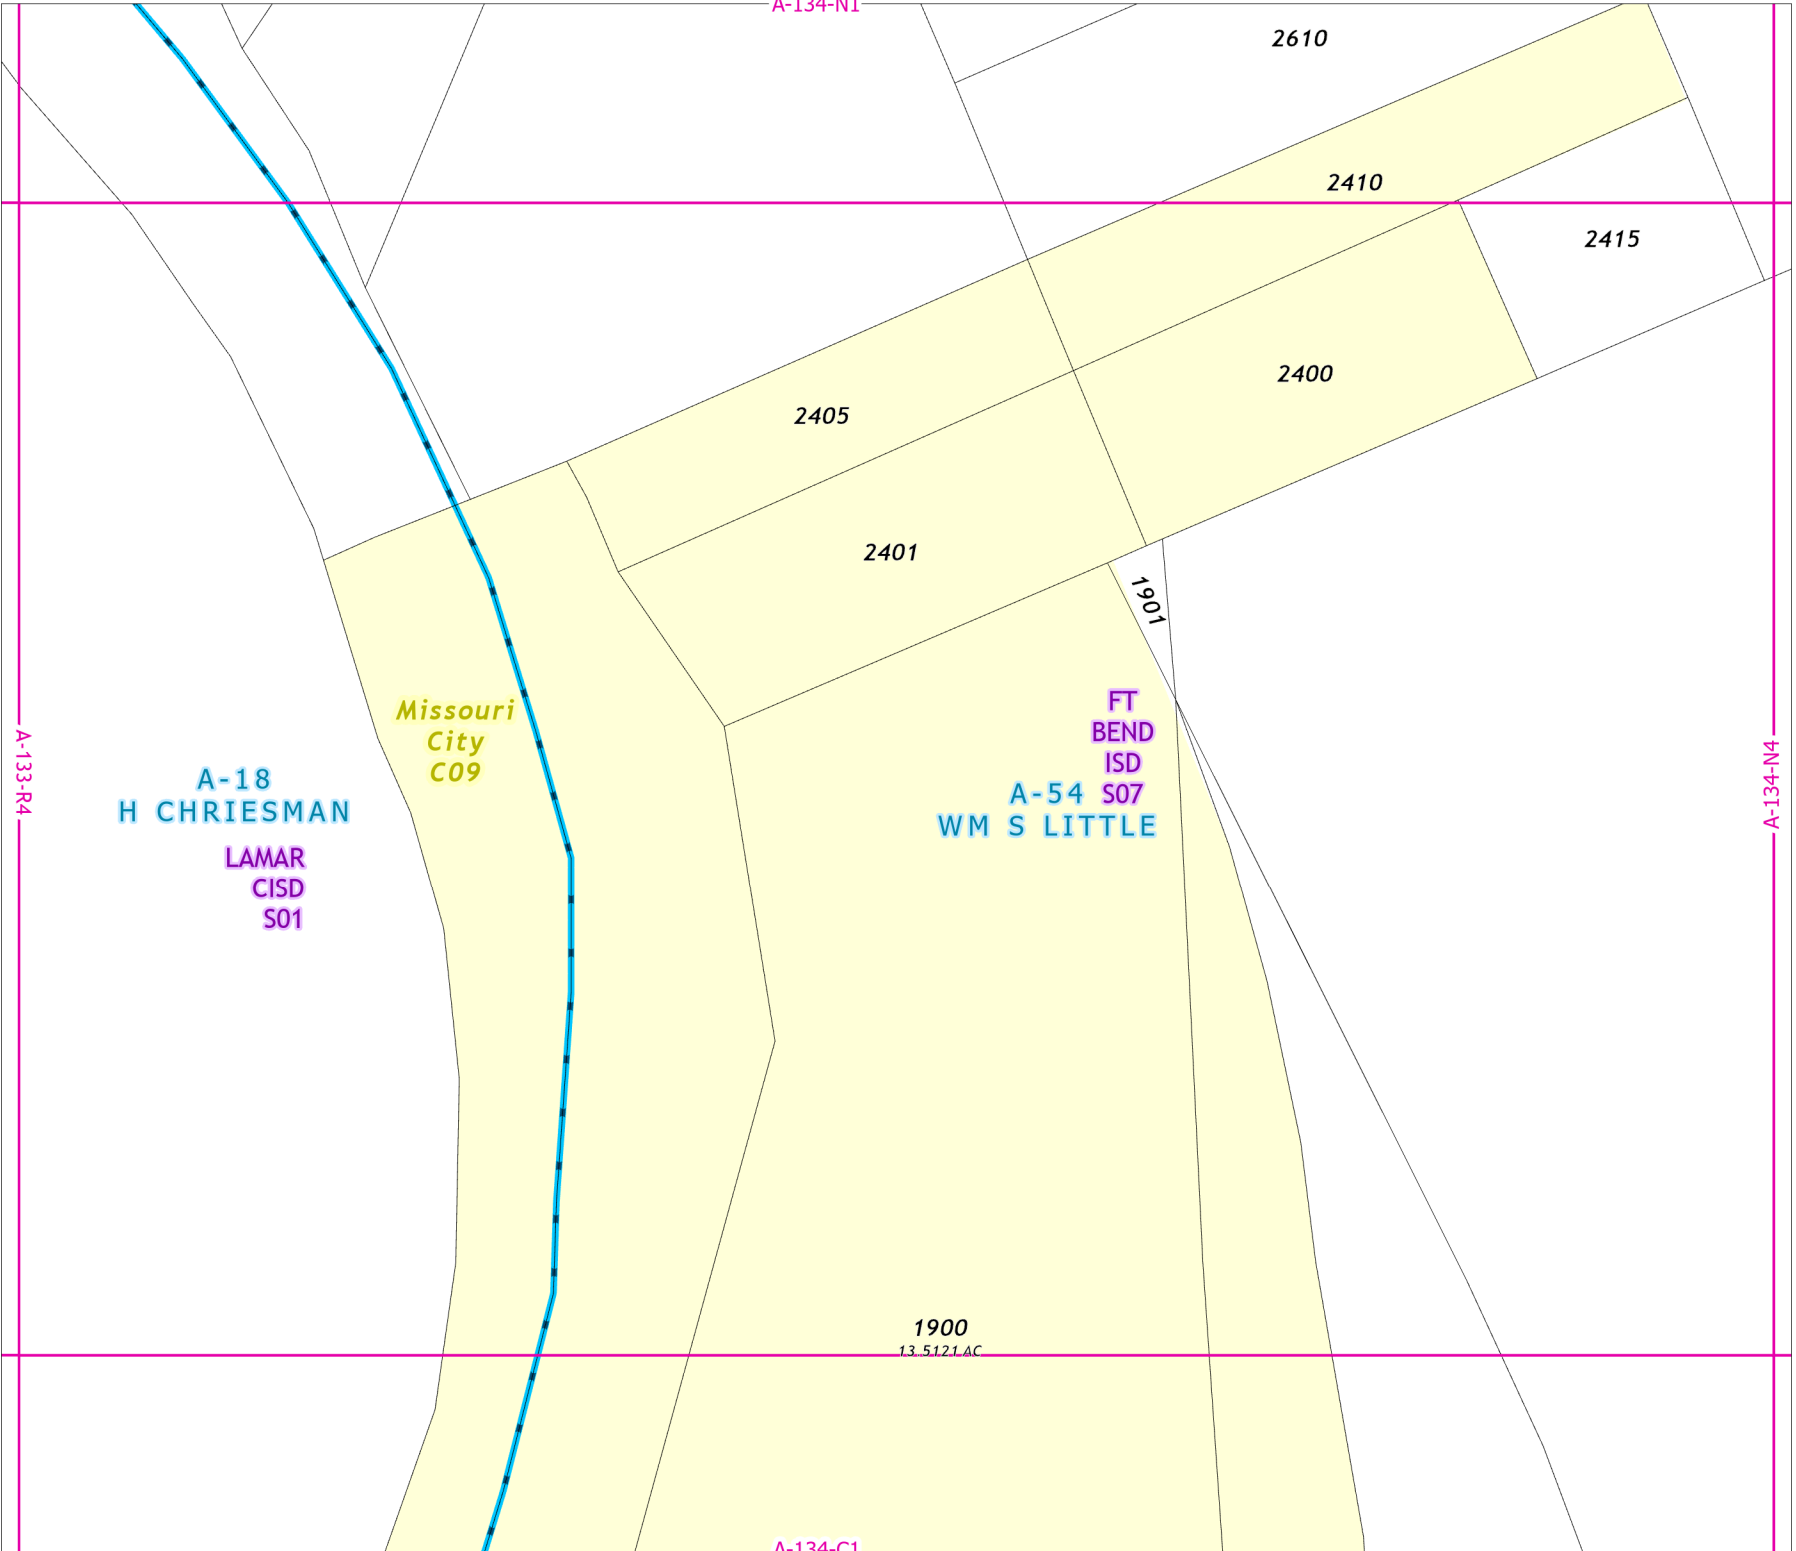 A-134-N1
2610
2410
2415
2400
2405
2401
1901
Missouri
City
C09
FT
BEND
ISD
S07
A-133-R4
A-134-N4
A-18
H CHRIESMAN
A-54
WM S LITTLE
LAMAR
CISD
S01
1900
13.5121 AC
A-134-C1